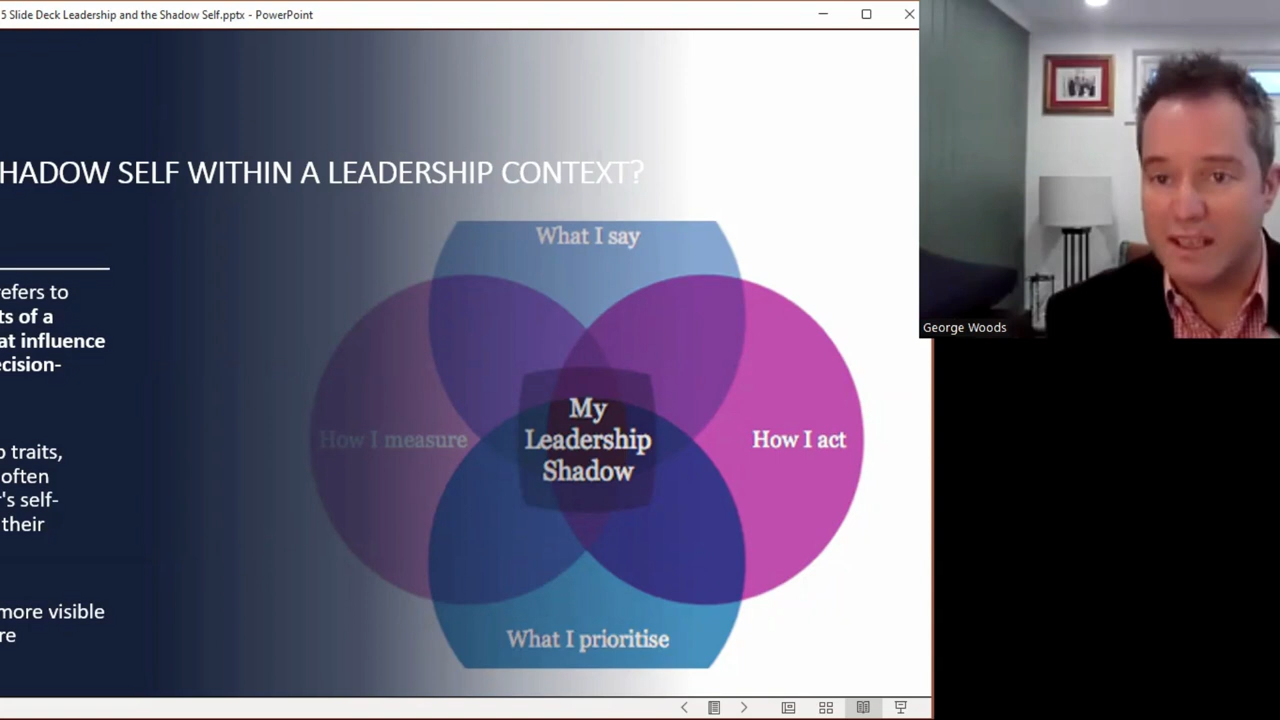 5 Slide Deck Leadership and the Shadow Self.pptx - PowerPoint
HADOW SELF WITHIN A LEADERSHIP CONTEXT?
efers to
ts of a
at influence
ecision-
p traits,
often
r's self-
their
more visible
re
What I say
How I measure
My
Leadership
Shadow
How I act
What I prioritise
George Woods